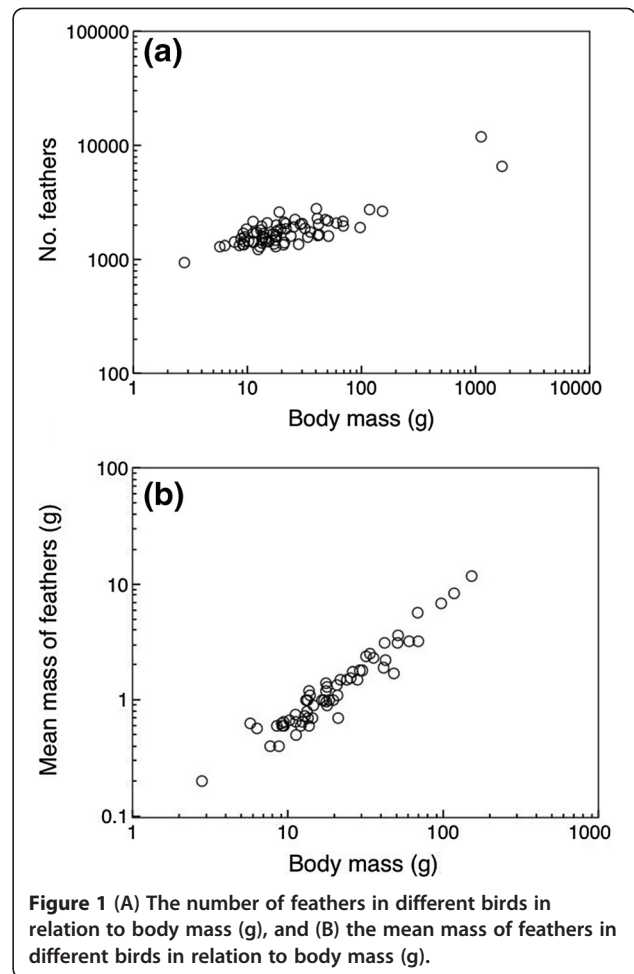 (a)
100000
10000
1000
100
No. feathers
1 10 100 1000 10000
Body mass (g)
(b)
100
10
1
0.1
Mean mass of feathers (g)
1 10 100 1000
Body mass (g)
Figure 1 (A) The number of feathers in different birds in
relation to body mass (g), and (B) the mean mass of feathers in
different birds in relation to body mass (g).